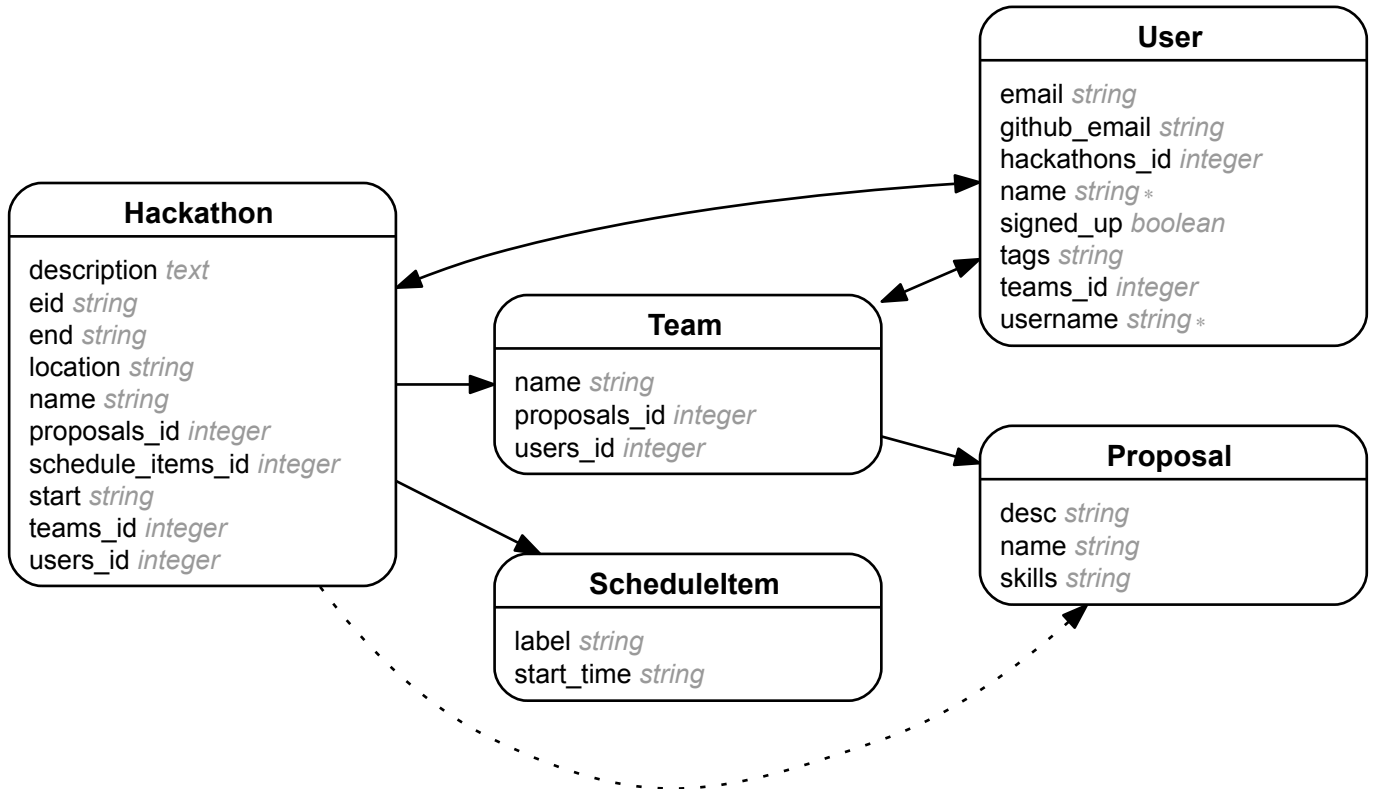 Hackathon
description text
eid string
end string
location string
name string
proposals_id integer
schedule_items_id integer
start string
teams_id integer
users_id integer
Team
name string
proposals_id integer
users_id integer
ScheduleItem
label string
start_time string
User
email string
github_email string
hackathons_id integer
name string *
signed_up boolean
tags string
teams_id integer
username string *
Proposal
desc string
name string
skills string